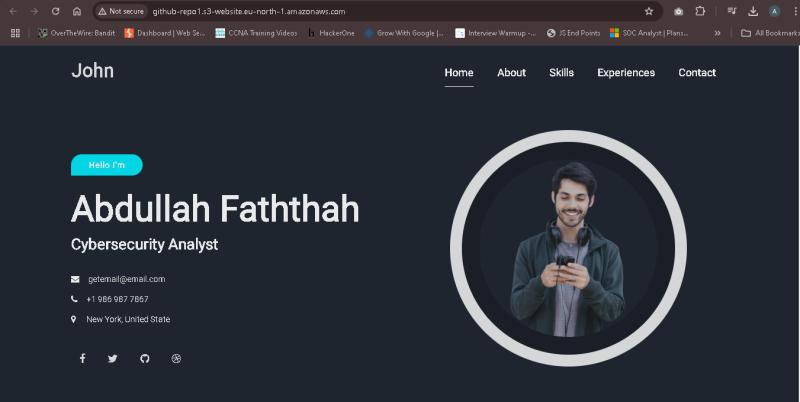 Not secure github-repo1.s3-website.eu-north-1.amazonaws.com
OverTheWire: Bandit Dashboard | Web Se... CCNA Training Videos HackerOne Grow With Google |... Interview Warmup -... JS End Points SOC Analyst | Plans... » All Bookmarks
A
John
Home About Skills Experiences Contact
Hello I'm
Abdullah Faththah
Cybersecurity Analyst
getemail@email.com
+1 986 987 7867
New York, United State